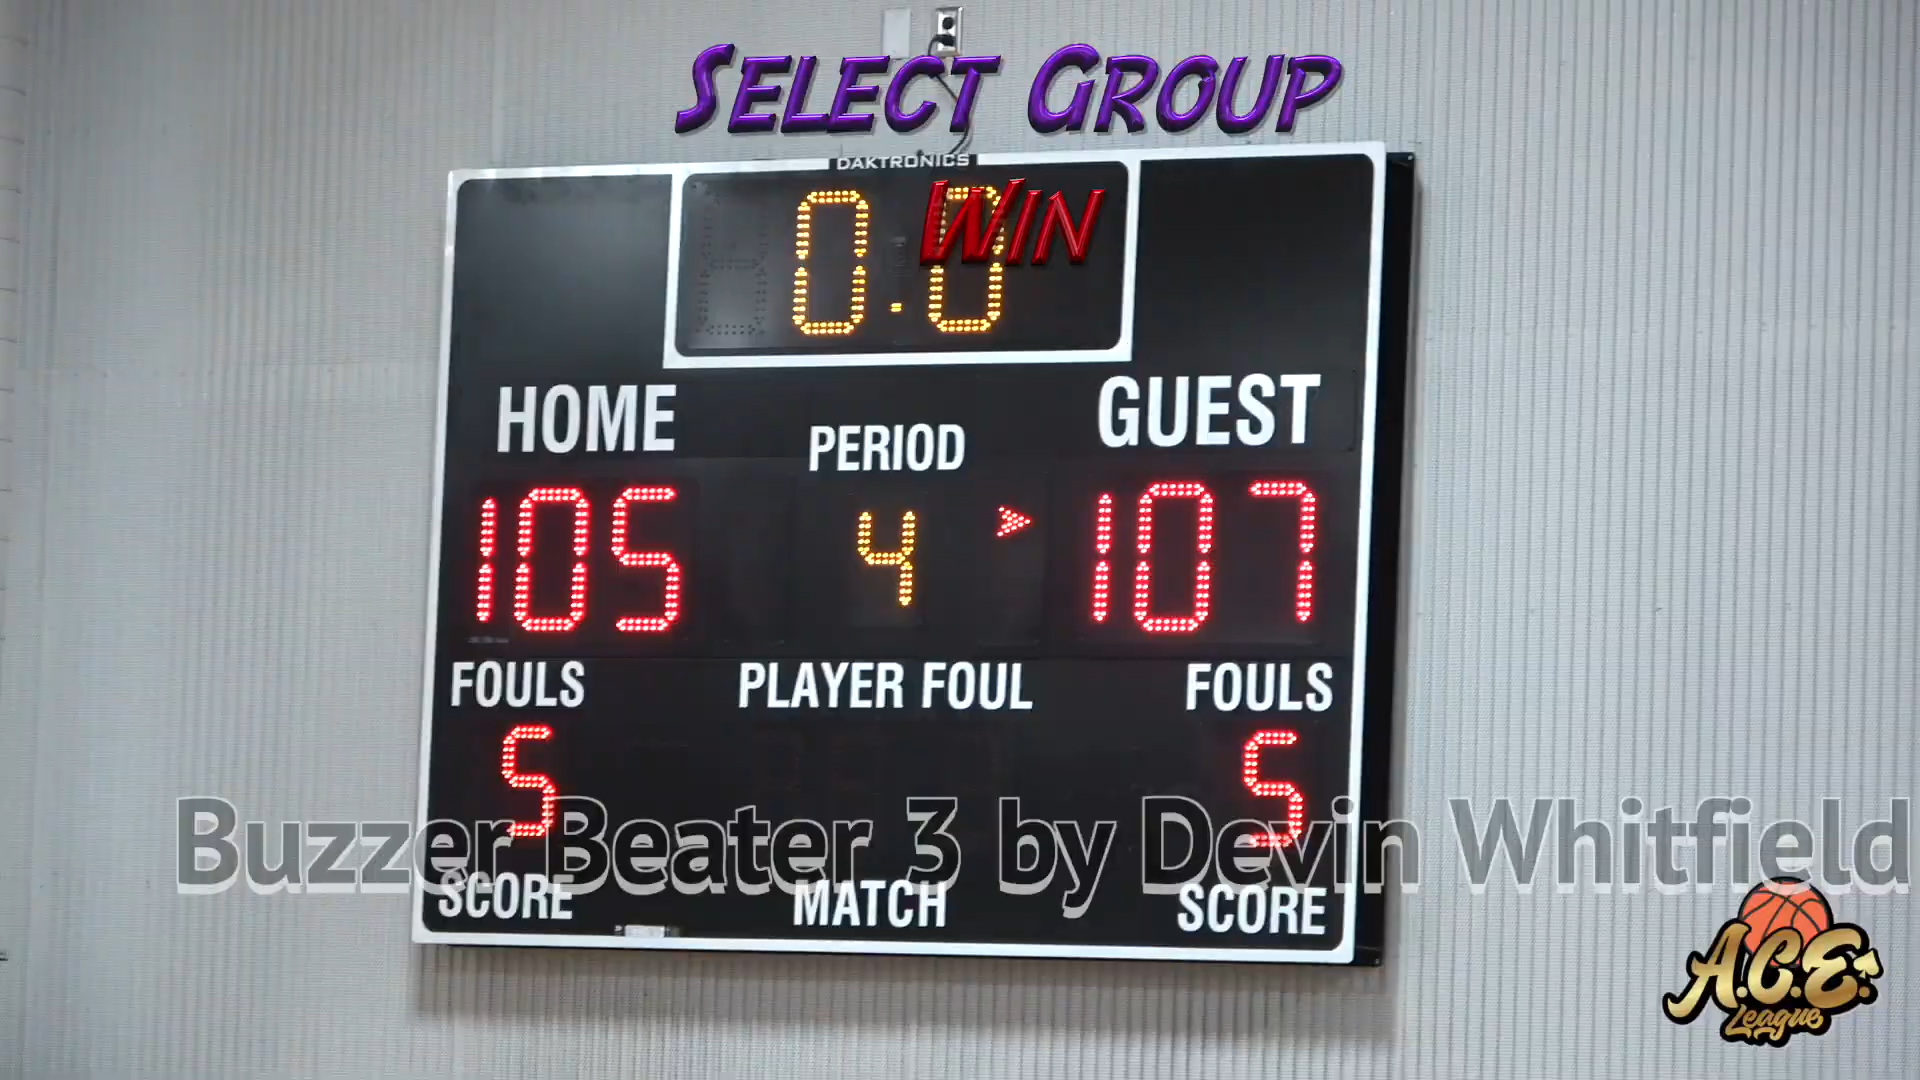 SELECT GROUP
DAKTRONICS
0.0
WIN
HOME
PERIOD
GUEST
105
4
107
FOULS
PLAYER FOUL
FOULS
5
5
Buzzer Beater 3 by Devin Whitfield
SCORE
MATCH
SCORE
A.C.E.
League